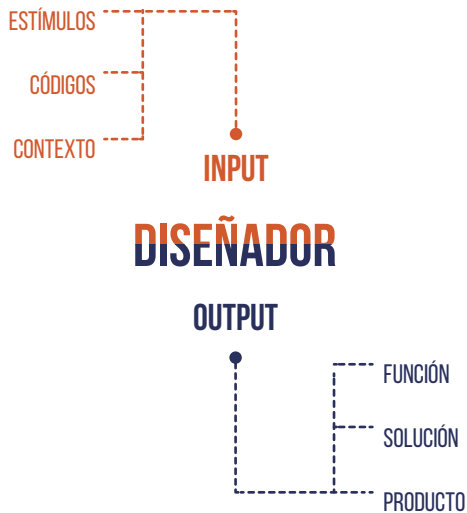 ESTÍMULOS
CÓDIGOS
CONTEXTO
INPUT
DISEÑADOR
OUTPUT
FUNCIÓN
SOLUCIÓN
PRODUCTO